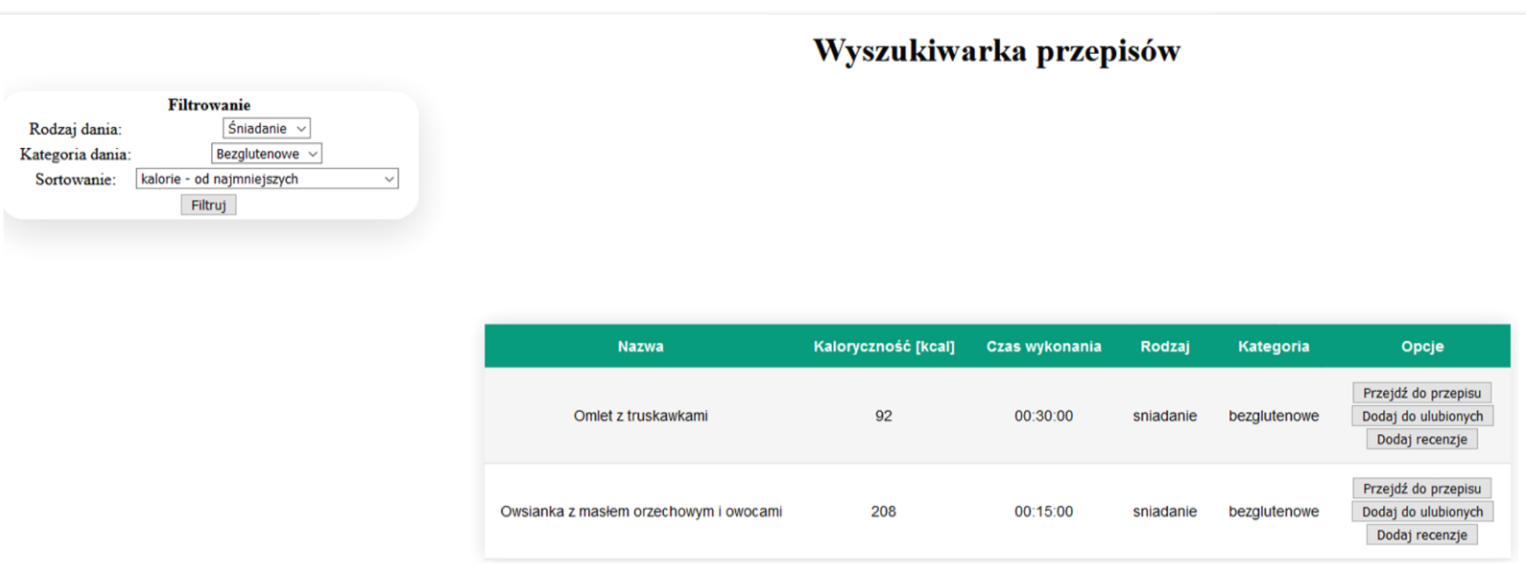 Wyszukiwarka przepisów
Filtrowanie
Rodzaj dania: Śniadanie
Kategoria dania: Bezglutenowe
Sortowanie: kalorie - od najmniejszych
Filtruj
Nazwa Kaloryczność [kcal] Czas wykonania Rodzaj Kategoria Opcje
Omlet z truskawkami 92 00:30:00 sniadanie bezglutenowe
Przejdź do przepisu
Dodaj do ulubionych
Dodaj recenzje
Owsianka z masłem orzechowym i owocami 208 00:15:00 sniadanie bezglutenowe
Przejdź do przepisu
Dodaj do ulubionych
Dodaj recenzje